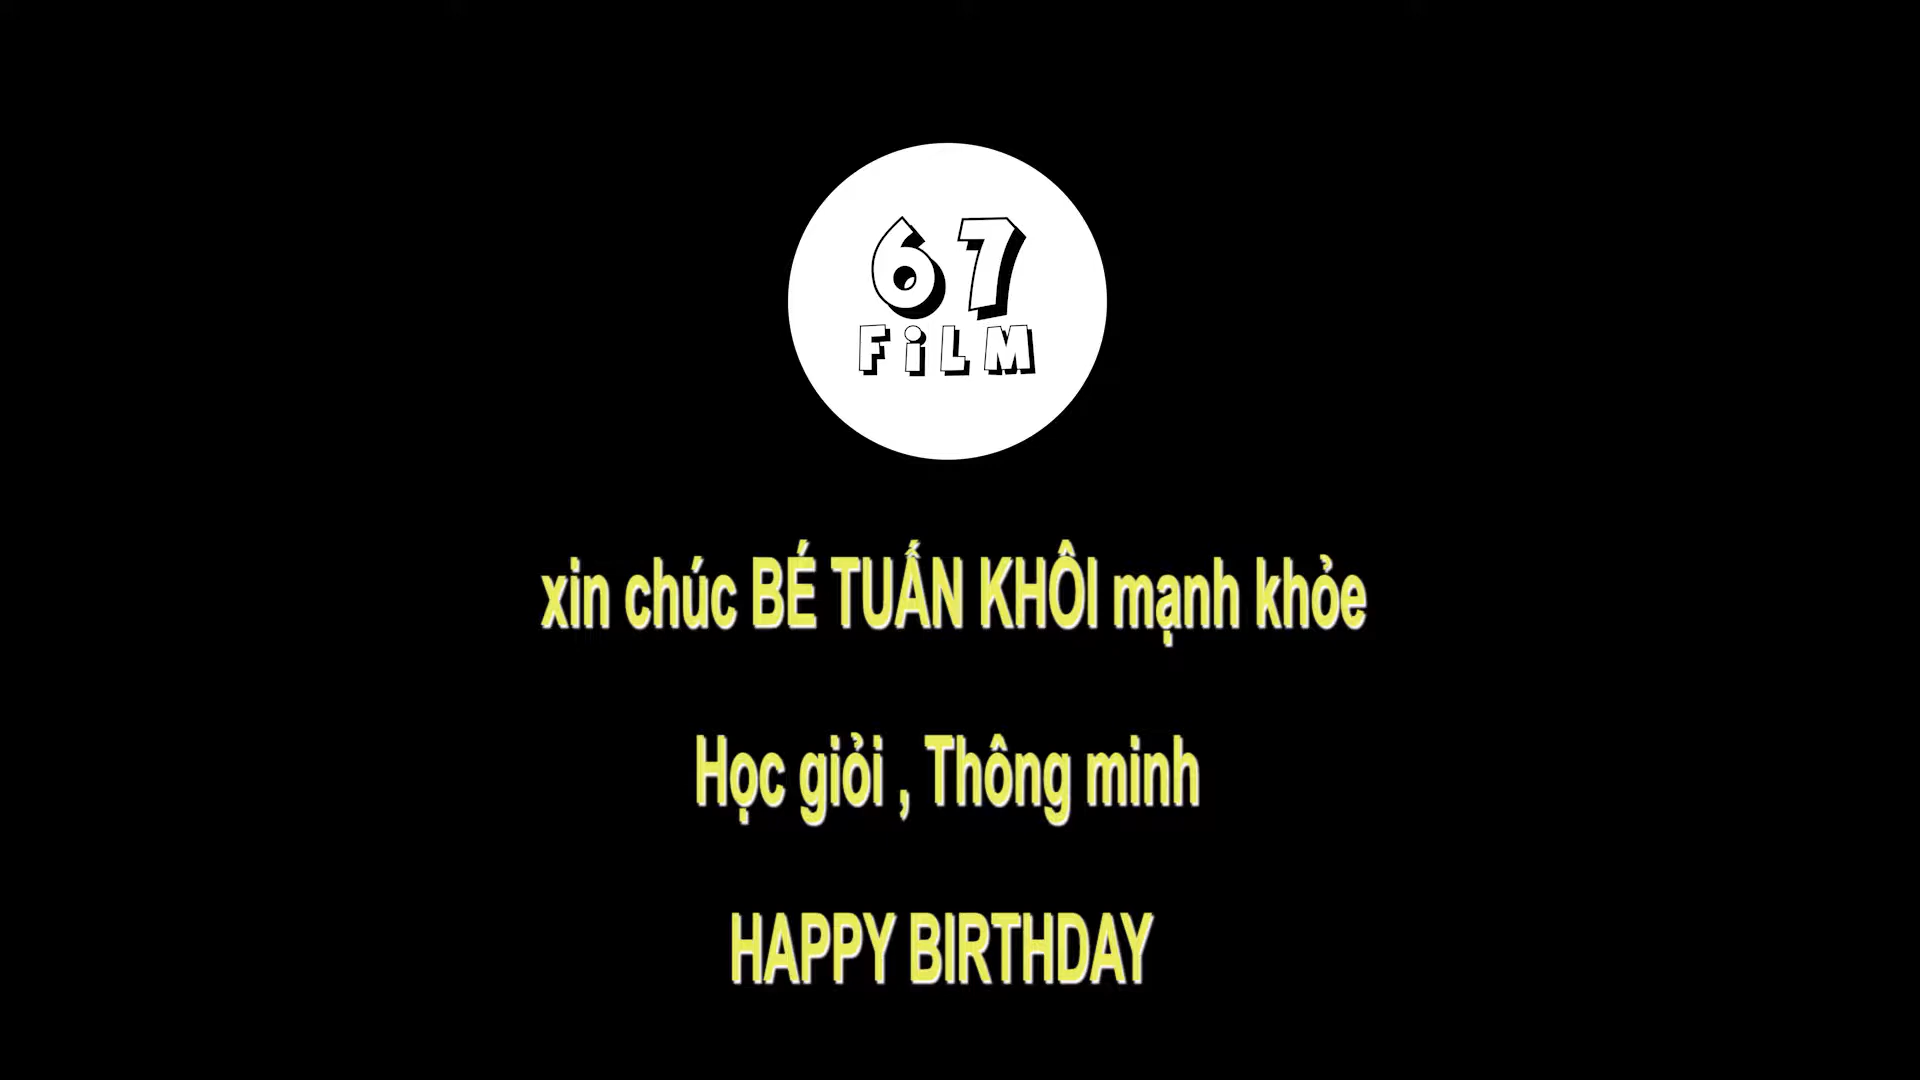 67
FiLM
xin chúc BÉ TUẤN KHÔI mạnh khỏe
Học giỏi , Thông minh
HAPPY BIRTHDAY